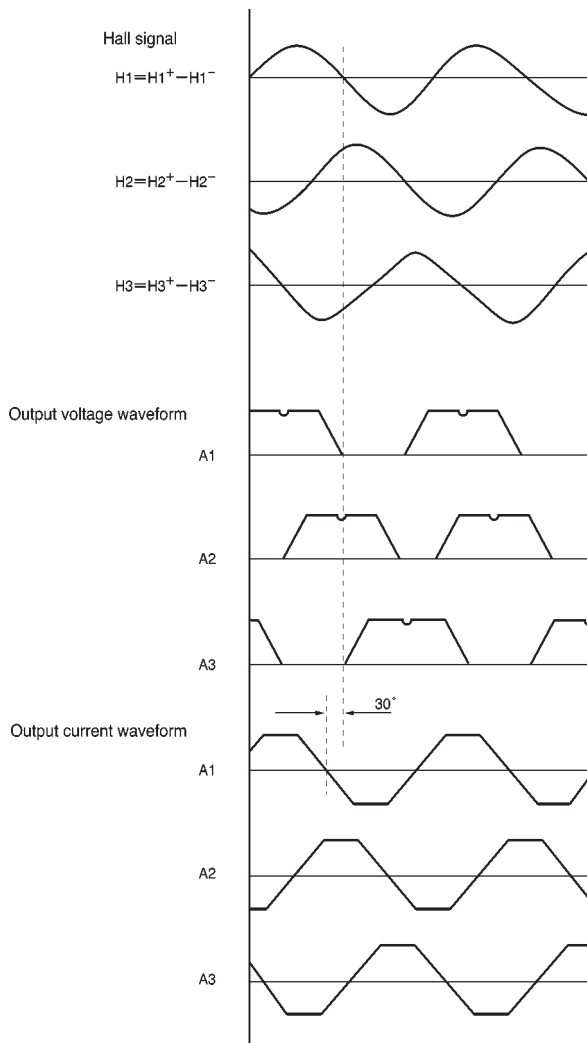 Hall signal
H1=H1⁺−H1⁻
H2=H2⁺−H2⁻
H3=H3⁺−H3⁻
Output voltage waveform
A1
A2
A3
30°
Output current waveform
A1
A2
A3